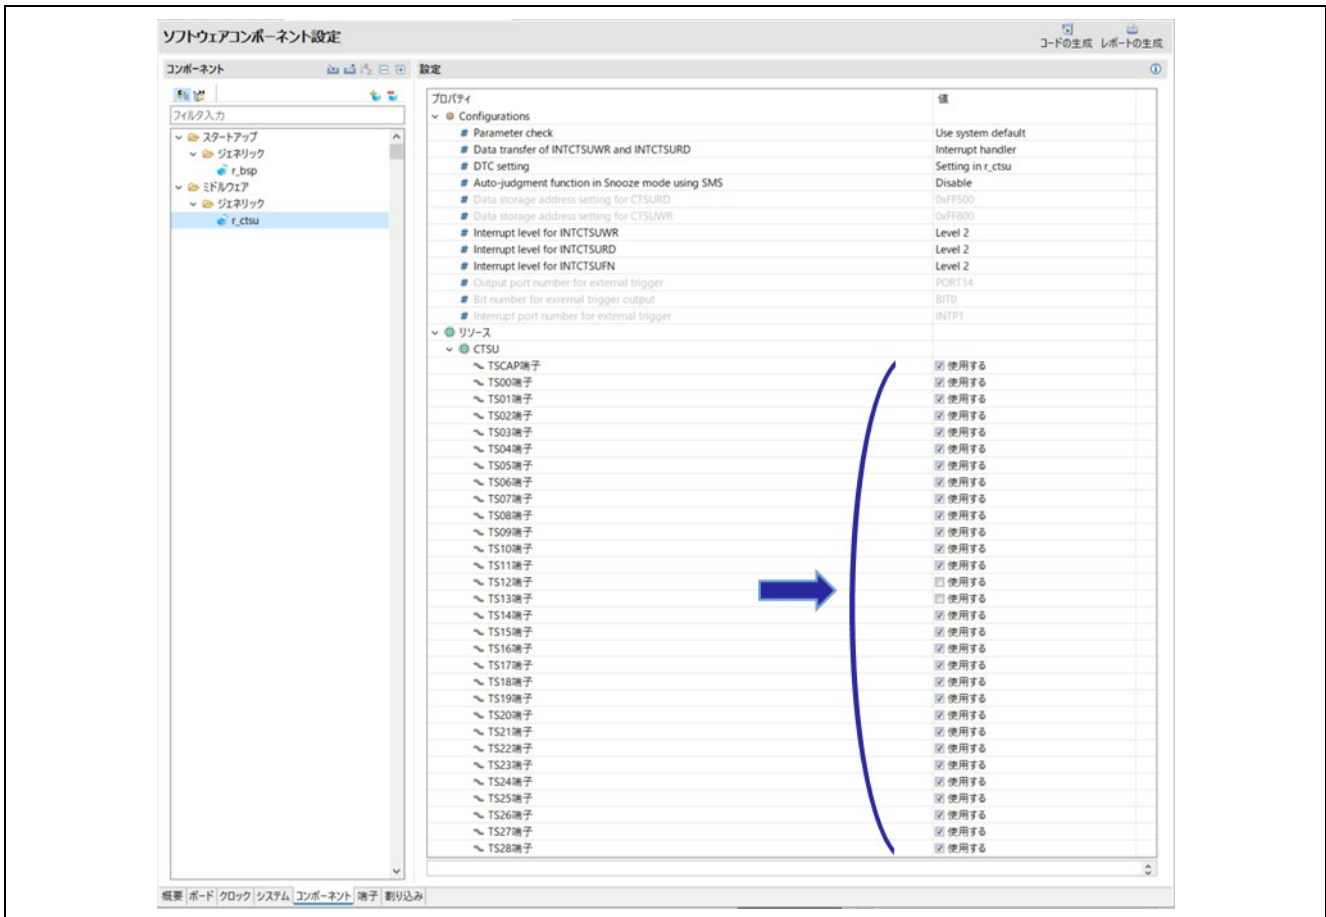 ソフトウェアコンポーネント設定
コードの生成 レポートの生成
コンポーネント
設定
フィルタ入力
スタートアップ
ジェネリック
r_bsp
ミドルウェア
ジェネリック
r_ctsu
プロパティ 値
Configurations
# Parameter check Use system default
# Data transfer of INTCTSUWR and INTCTSURD Interrupt handler
# DTC setting Setting in r_ctsu
# Auto-judgment function in Snooze mode using SMS Disable
# Data storage address setting for CTSURD 0xFF500
# Data storage address setting for CTSUWR 0xFF800
# Interrupt level for INTCTSUWR Level 2
# Interrupt level for INTCTSURD Level 2
# Interrupt level for INTCTSUFN Level 2
# Output port number for external trigger PORT14
# Bit number for exrernal trigger output BIT0
# Interrupt port number for external trigger INTP1
リソース
CTSU
TSCAP端子 使用する
TS00端子 使用する
TS01端子 使用する
TS02端子 使用する
TS03端子 使用する
TS04端子 使用する
TS05端子 使用する
TS06端子 使用する
TS07端子 使用する
TS08端子 使用する
TS09端子 使用する
TS10端子 使用する
TS11端子 使用する
TS12端子 使用する
TS13端子 使用する
TS14端子 使用する
TS15端子 使用する
TS16端子 使用する
TS17端子 使用する
TS18端子 使用する
TS19端子 使用する
TS20端子 使用する
TS21端子 使用する
TS22端子 使用する
TS23端子 使用する
TS24端子 使用する
TS25端子 使用する
TS26端子 使用する
TS27端子 使用する
TS28端子 使用する
概要 ボード クロック システム コンポーネント 端子 割り込み